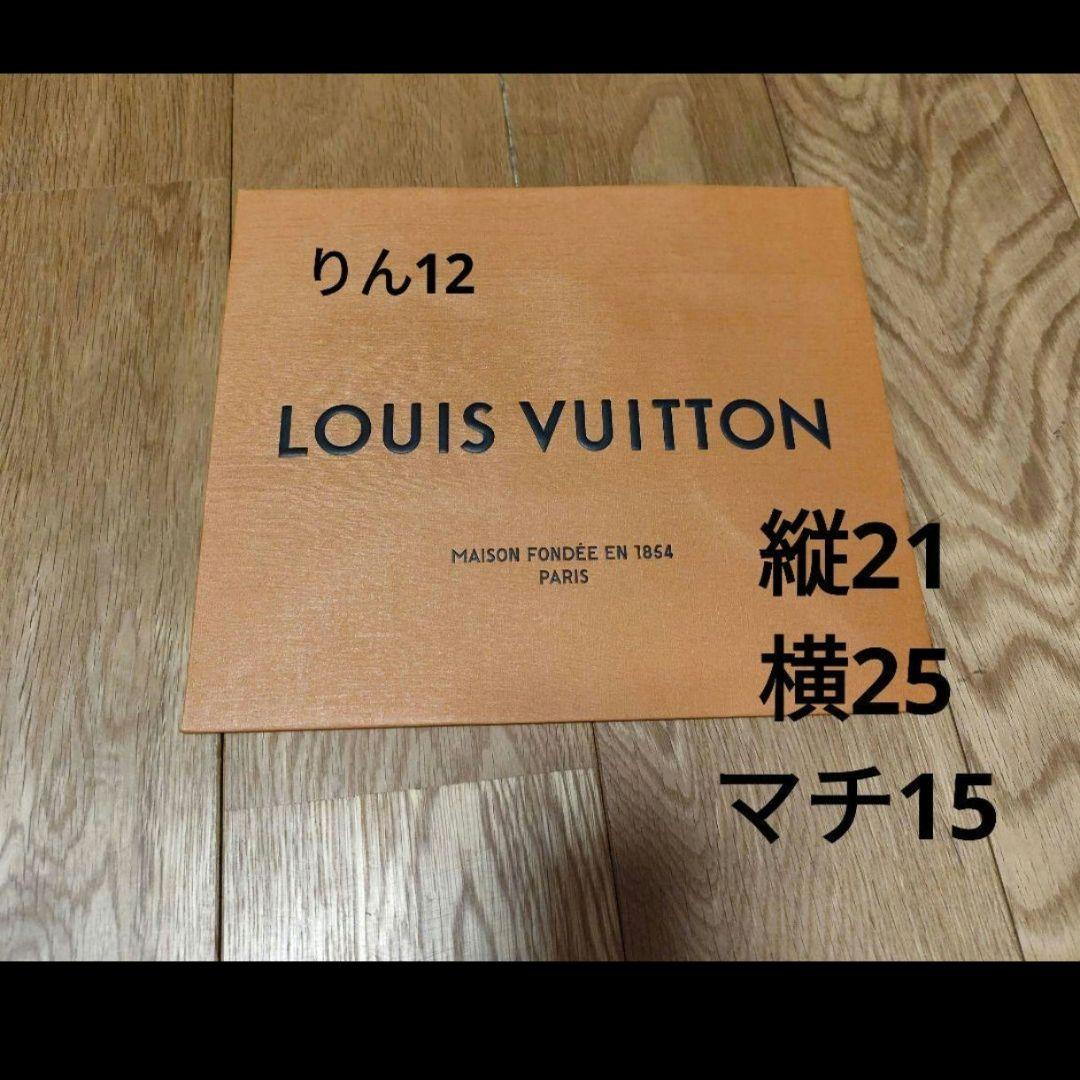 りん12
LOUIS VUITTON
MAISON FONDÉE EN 1854
PARIS
縦21
横25
マチ15